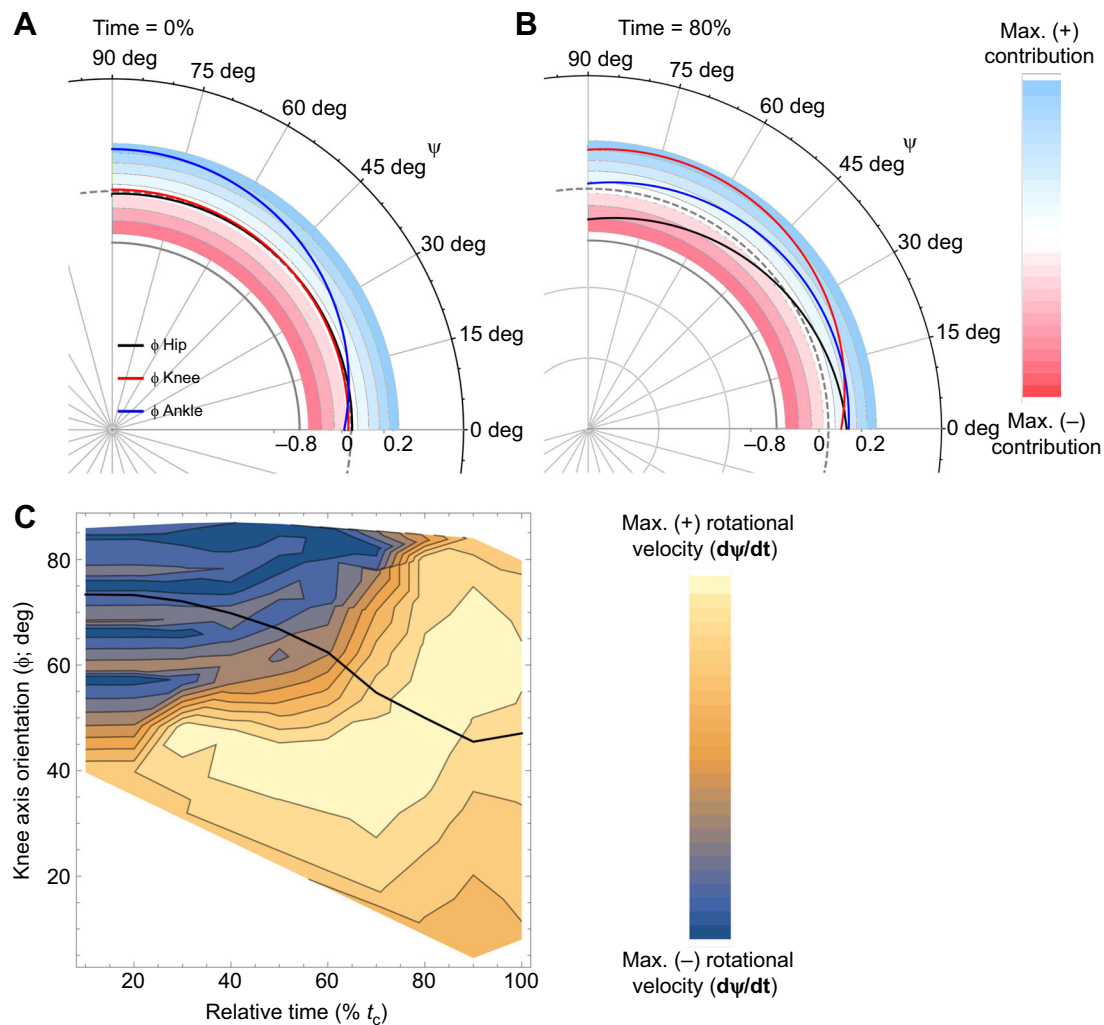 A
Time = 0%
90 deg
75 deg
60 deg
ψ
45 deg
30 deg
15 deg
0 deg
ϕ Hip
ϕ Knee
ϕ Ankle
–0.8
0
0.2
B
Time = 80%
90 deg
75 deg
60 deg
ψ
45 deg
30 deg
15 deg
0 deg
–0.8
0
0.2
Max. (+)
contribution
Max. (–)
contribution
C
Knee axis orientation (ϕ; deg)
80
60
40
20
20
40
60
80
100
Relative time (% tc)
Max. (+) rotational
velocity (dψ/dt)
Max. (–) rotational
velocity (dψ/dt)